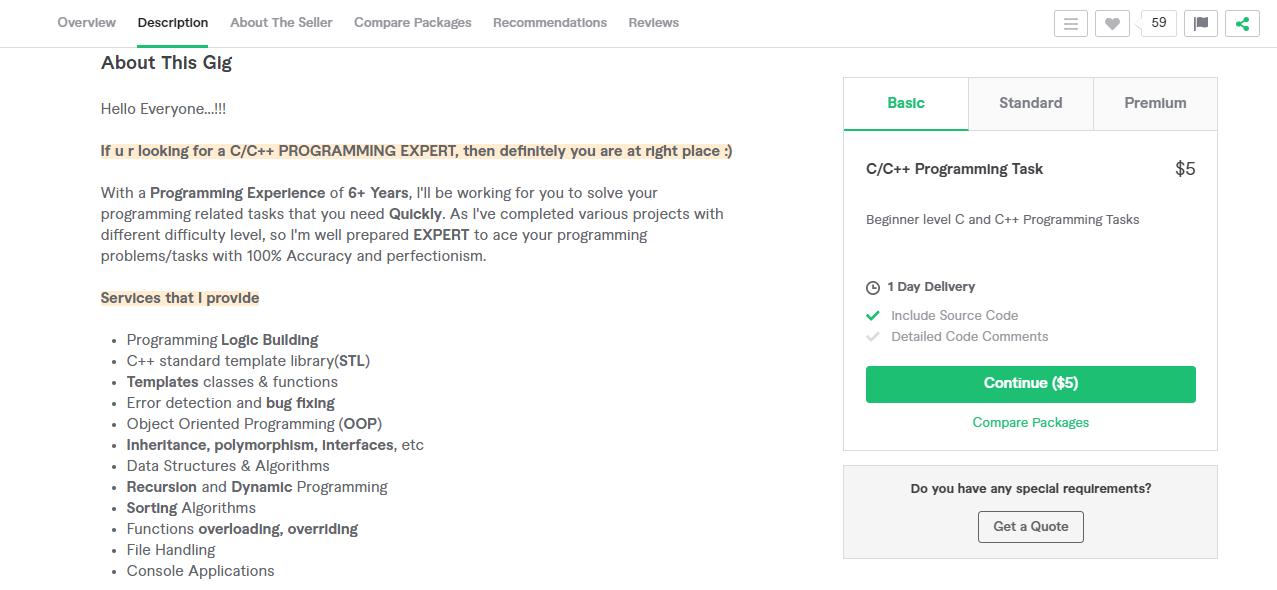 Overview Description About The Seller Compare Packages Recommendations Reviews 59
About This Gig
Hello Everyone...!!!
If u r looking for a C/C++ PROGRAMMING EXPERT, then definitely you are at right place :)
With a Programming Experience of 6+ Years, I'll be working for you to solve your
programming related tasks that you need Quickly. As I've completed various projects with
different difficulty level, so I'm well prepared EXPERT to ace your programming
problems/tasks with 100% Accuracy and perfectionism.
Services that I provide
Programming Logic Building
C++ standard template library(STL)
Templates classes & functions
Error detection and bug fixing
Object Oriented Programming (OOP)
Inheritance, polymorphism, interfaces, etc
Data Structures & Algorithms
Recursion and Dynamic Programming
Sorting Algorithms
Functions overloading, overriding
File Handling
Console Applications
Basic Standard Premium
C/C++ Programming Task $5
Beginner level C and C++ Programming Tasks
1 Day Delivery
Include Source Code
Detailed Code Comments
Continue ($5)
Compare Packages
Do you have any special requirements?
Get a Quote